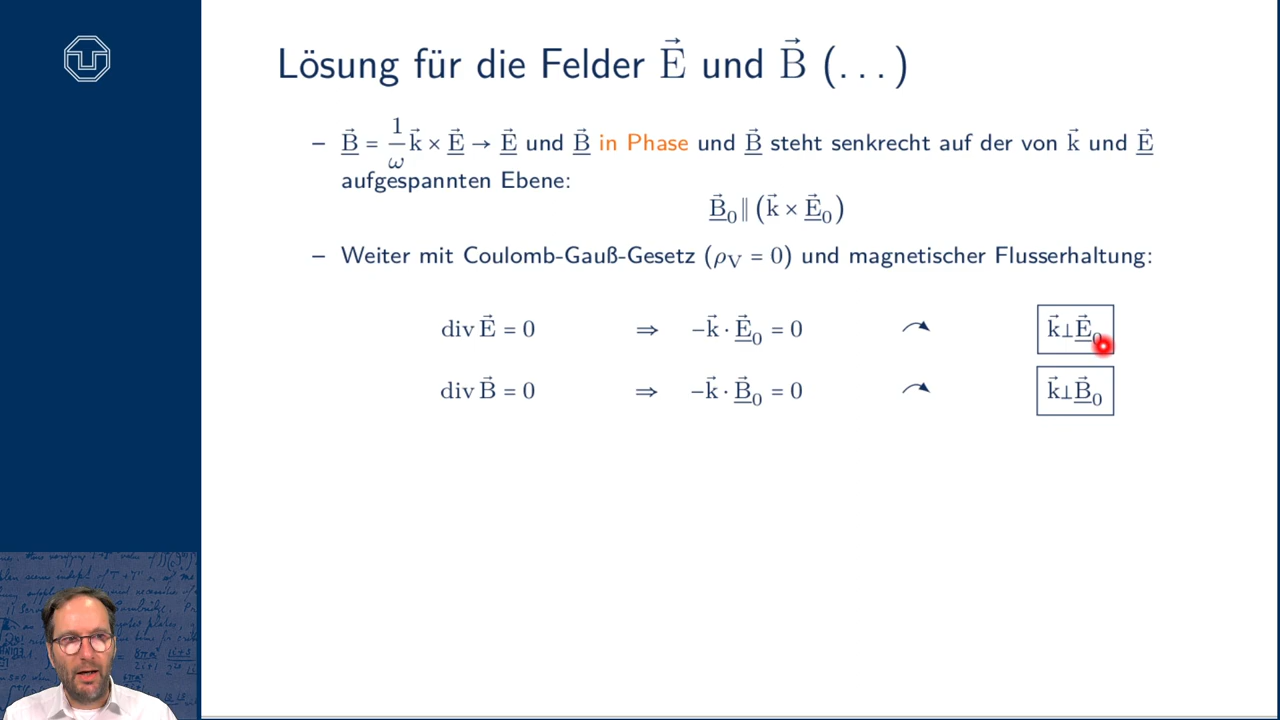 Lösung für die Felder E⃗ und B⃗ (...)
– B⃗ = 1/ω k⃗ × E⃗ → E⃗ und B⃗ in Phase und B⃗ steht senkrecht auf der von k⃗ und E⃗
aufgespannten Ebene:
B⃗₀ ∥ (k⃗ × E⃗₀)
– Weiter mit Coulomb-Gauß-Gesetz (ρ_V = 0) und magnetischer Flusserhaltung:
div E⃗ = 0 ⇒ −k⃗ · E⃗₀ = 0 ↷ k⃗⊥E⃗₀
div B⃗ = 0 ⇒ −k⃗ · B⃗₀ = 0 ↷ k⃗⊥B⃗₀